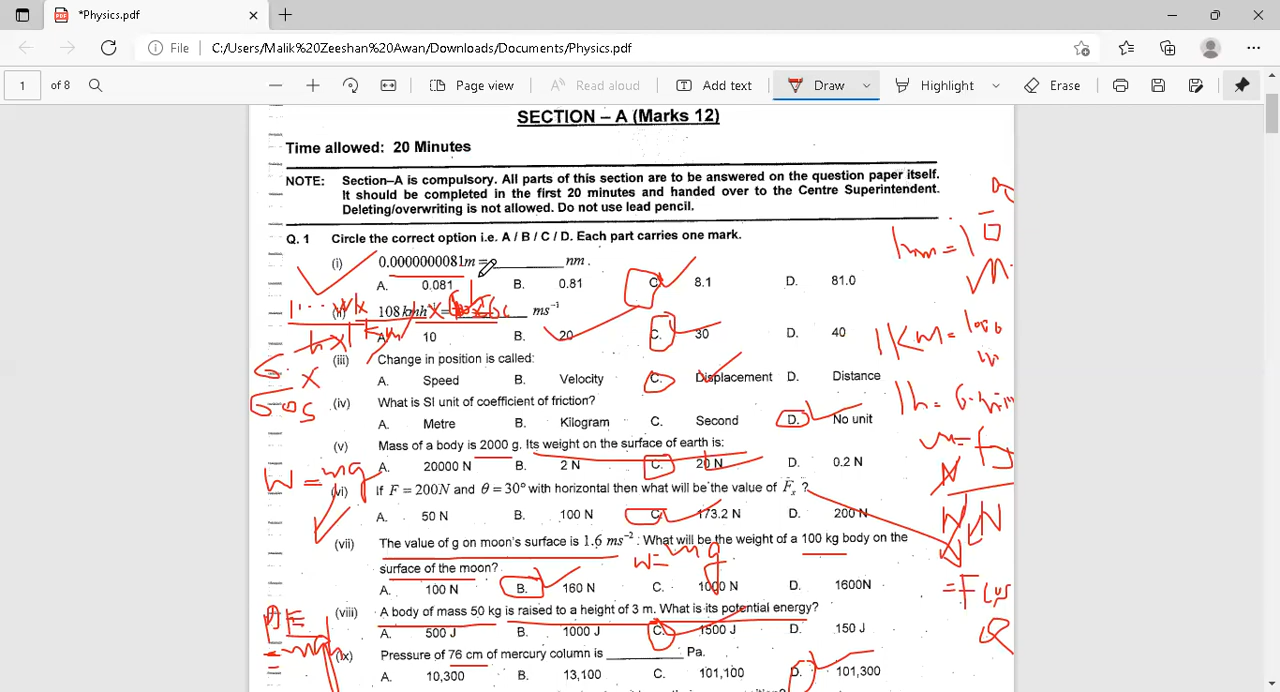 *Physics.pdf
File C:/Users/Malik%20Zeeshan%20Awan/Downloads/Documents/Physics.pdf
1 of 8 Page view Read aloud Add text Draw Highlight Erase
SECTION – A (Marks 12)
Time allowed: 20 Minutes
NOTE: Section–A is compulsory. All parts of this section are to be answered on the question paper itself.
It should be completed in the first 20 minutes and handed over to the Centre Superintendent.
Deleting/overwriting is not allowed. Do not use lead pencil.
Q. 1 Circle the correct option i.e. A / B / C / D. Each part carries one mark.
(i) 0.0000000081m = ________ nm .
A. 0.081 B. 0.81 C. 8.1 D. 81.0
(ii) 108kmh = ________ ms⁻¹
A. 10 B. 20 C. 30 D. 40
(iii) Change in position is called:
A. Speed B. Velocity C. Displacement D. Distance
(iv) What is SI unit of coefficient of friction?
A. Metre B. Kilogram C. Second D. No unit
(v) Mass of a body is 2000 g. Its weight on the surface of earth is:
A. 20000 N B. 2 N C. 20 N D. 0.2 N
W = mg
(vi) If F = 200N and θ = 30° with horizontal then what will be the value of Fₓ ?
A. 50 N B. 100 N C. 173.2 N D. 200 N
(vii) The value of g on moon's surface is 1.6 ms⁻² : What will be the weight of a 100 kg body on the
surface of the moon?
W = mg
A. 100 N B. 160 N C. 1000 N D. 1600N
(viii) A body of mass 50 kg is raised to a height of 3 m. What is its potential energy?
A. 500 J B. 1000 J C. 1500 J D. 150 J
(ix) Pressure of 76 cm of mercury column is ________ Pa.
A. 10,300 B. 13,100 C. 101,100 D. 101,300